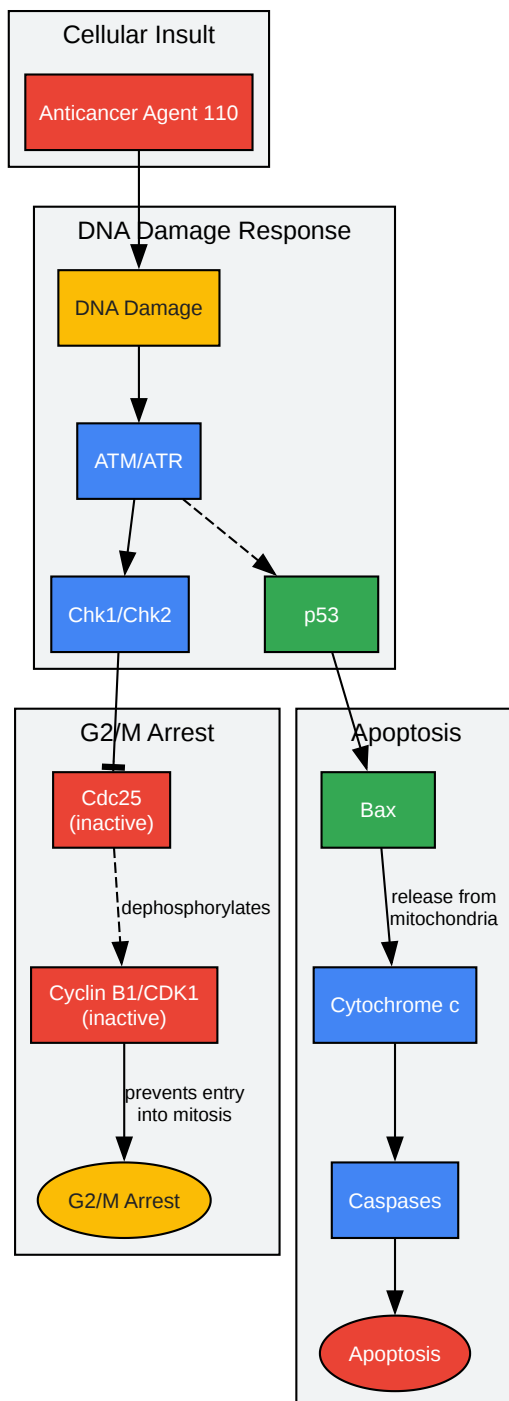 Cellular Insult
Anticancer Agent 110
DNA Damage Response
DNA Damage
ATM/ATR
Chk1/Chk2
p53
G2/M Arrest
Cdc25
(inactive)
dephosphorylates
Cyclin B1/CDK1
(inactive)
prevents entry
into mitosis
G2/M Arrest
Apoptosis
Bax
release from
mitochondria
Cytochrome c
Caspases
Apoptosis